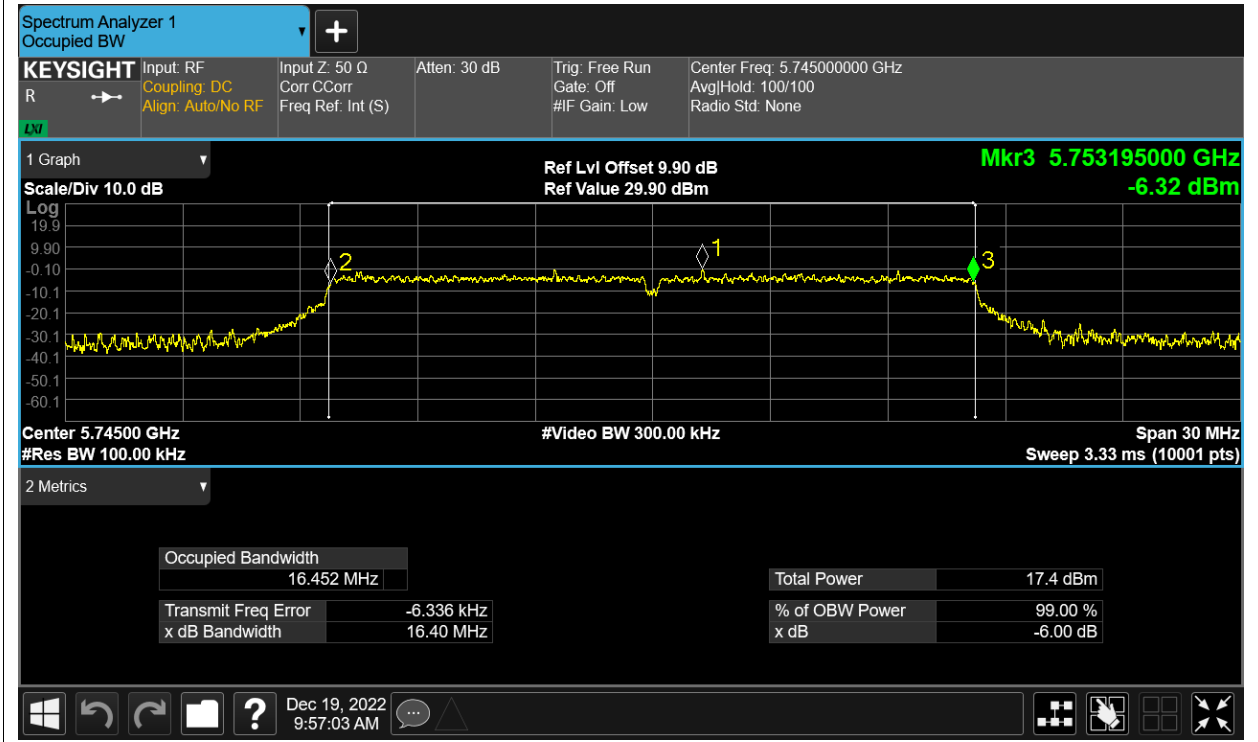 Spectrum Analyzer 1
Occupied BW
KEYSIGHT
R
LXI
Input: RF
Coupling: DC
Align: Auto/No RF
Input Z: 50 Ω
Corr CCorr
Freq Ref: Int (S)
Atten: 30 dB
Trig: Free Run
Gate: Off
#IF Gain: Low
Center Freq: 5.745000000 GHz
Avg|Hold: 100/100
Radio Std: None
1 Graph
Scale/Div 10.0 dB
Ref Lvl Offset 9.90 dB
Ref Value 29.90 dBm
Mkr3 5.753195000 GHz
-6.32 dBm
Log
19.9
9.90
-0.10
-10.1
-20.1
-30.1
-40.1
-50.1
-60.1
2
1
3
Center 5.74500 GHz
#Video BW 300.00 kHz
Span 30 MHz
#Res BW 100.00 kHz
Sweep 3.33 ms (10001 pts)
2 Metrics
Occupied Bandwidth
16.452 MHz
Total Power 17.4 dBm
Transmit Freq Error -6.336 kHz
% of OBW Power 99.00 %
x dB Bandwidth 16.40 MHz
x dB -6.00 dB
?
Dec 19, 2022
9:57:03 AM